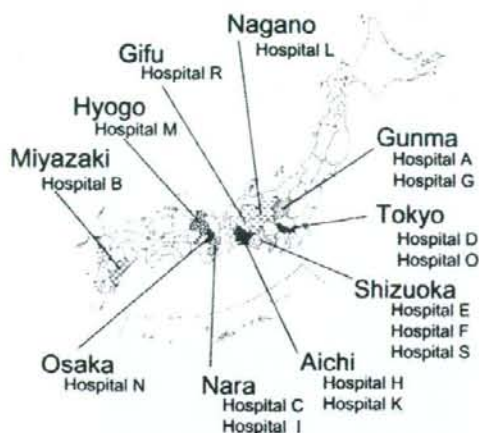 Nagano
Hospital L
Gifu
Hospital R
Hyogo
Hospital M
Miyazaki
Hospital B
Gunma
Hospital A
Hospital G
Tokyo
Hospital D
Hospital O
Shizuoka
Hospital E
Hospital F
Hospital S
Aichi
Hospital H
Hospital K
Nara
Hospital C
Osaka
Hospital N